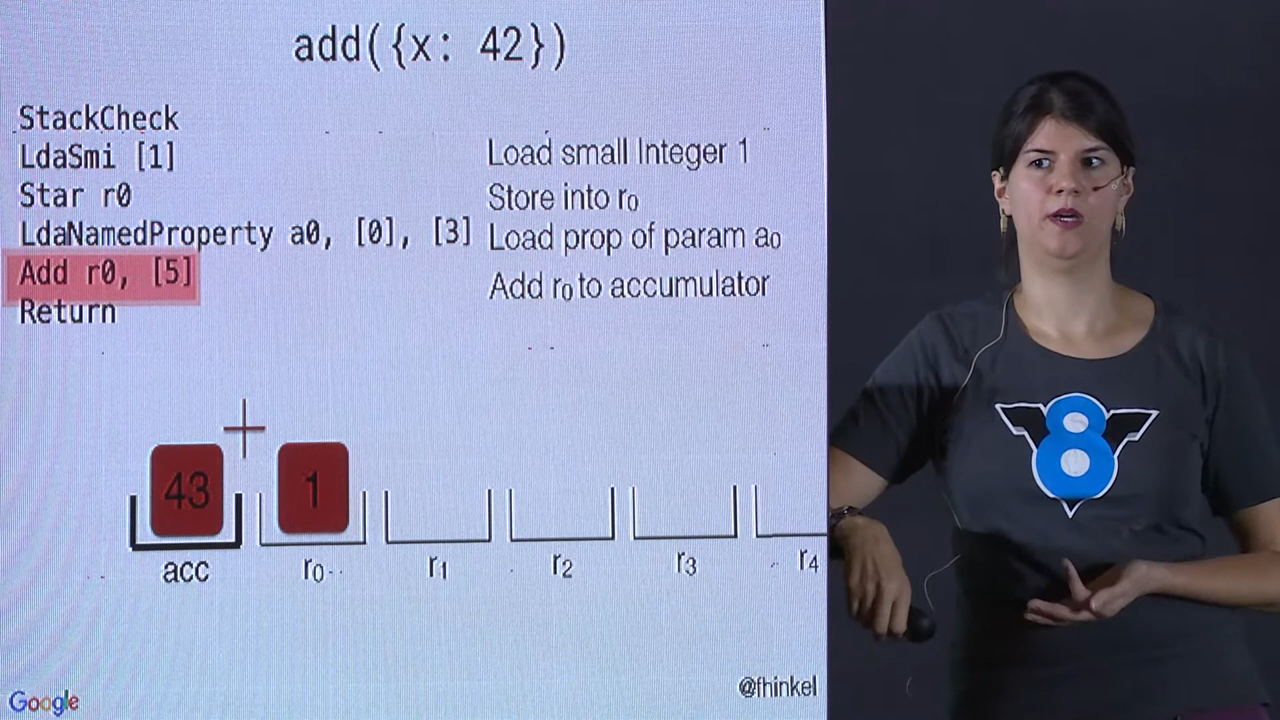 add({x: 42})
StackCheck
LdaSmi [1] Load small Integer 1
Star r0 Store into r0
LdaNamedProperty a0, [0], [3] Load prop of param a0
Add r0, [5] Add r0 to accumulator
Return
+
43 1
acc r0 r1 r2 r3 r4
8
@fhinkel
Google